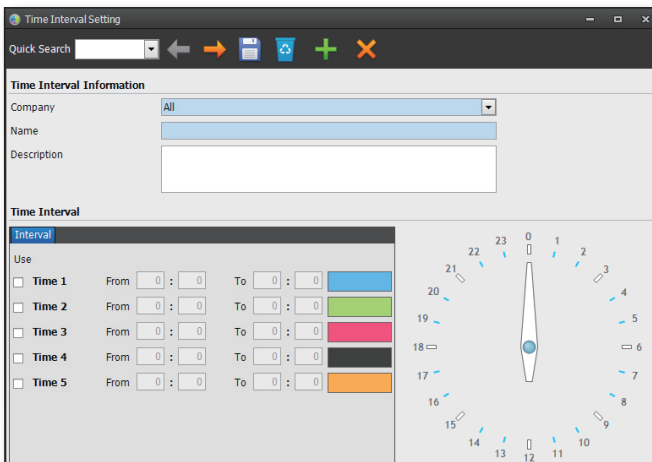 Time Interval Setting
Quick Search
Time Interval Information
Company All
Name
Description
Time Interval
Interval
Use
Time 1 From 0 : 0 To 0 : 0
Time 2 From 0 : 0 To 0 : 0
Time 3 From 0 : 0 To 0 : 0
Time 4 From 0 : 0 To 0 : 0
Time 5 From 0 : 0 To 0 : 0
0
23 1
22 2
21 3
20 4
19 5
18 6
17 7
16 8
15 9
14 10
13 11
12